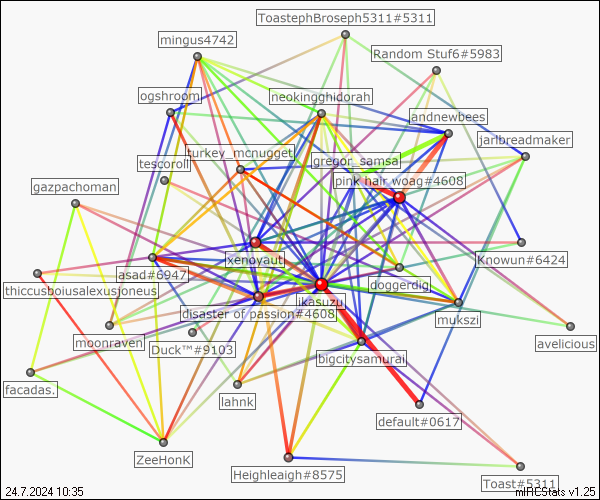 ToastephBroseph5311#5311
mingus4742
Random Stuf6#5983
ogshroom
neokingghidorah
andnewbees
jarlbreadmaker
turkey_mcnugget
gregor_samsa
tescoroll
pink hair woag#4608
gazpachoman
xenoyaut
Knowun#6424
asad#6947
doggerdig
thiccusboiusalexusioneus
ikasuzu
disaster of passion#4608
mukszi
moonraven
Duck™#9103
bigcitysamurai
avelicious
facadas.
lahnk
default#0617
ZeeHonK
Heighleaigh#8575
Toast#5311
24.7.2024 10:35
mIRCStats v1.25